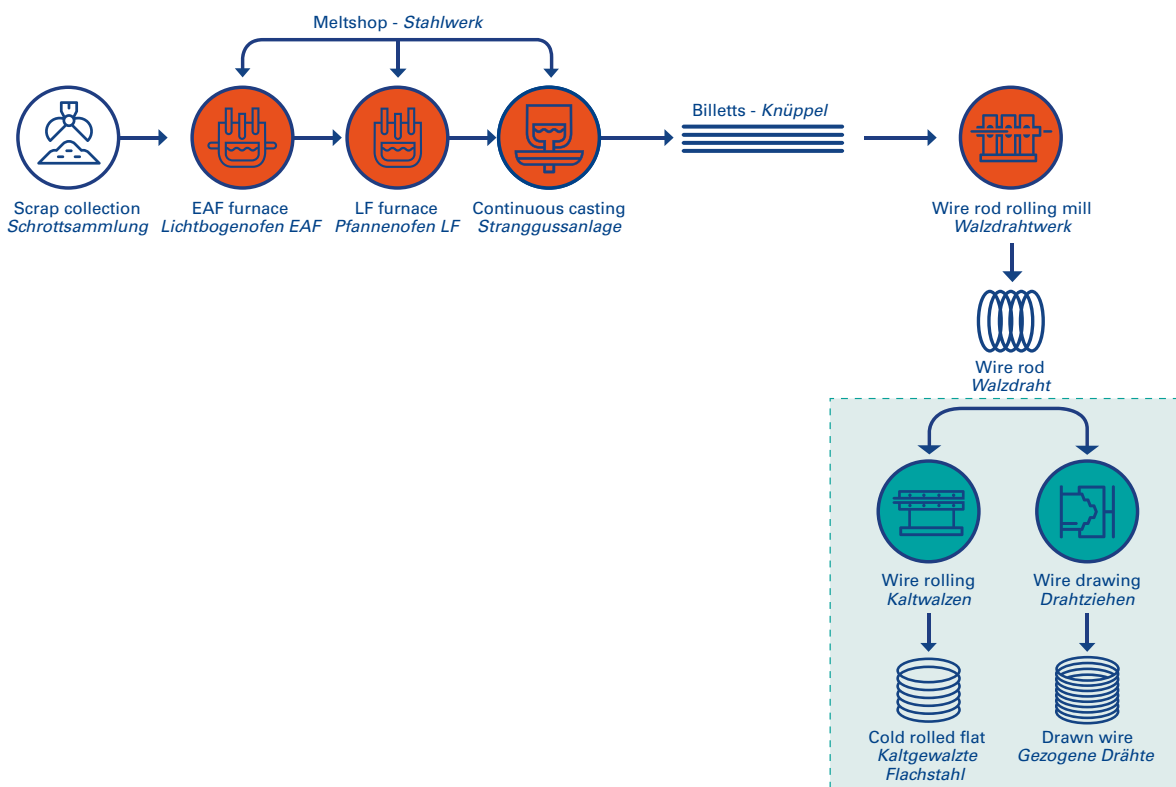 Meltshop - Stahlwerk
Billetts - Knüppel
Scrap collection
Schrottsammlung
EAF furnace
Lichtbogenofen EAF
LF furnace
Pfannenofen LF
Continuous casting
Stranggussanlage
Wire rod rolling mill
Walzdrahtwerk
Wire rod
Walzdraht
Wire rolling
Kaltwalzen
Wire drawing
Drahtziehen
Cold rolled flat
Kaltgewalzte
Flachstahl
Drawn wire
Gezogene Drähte